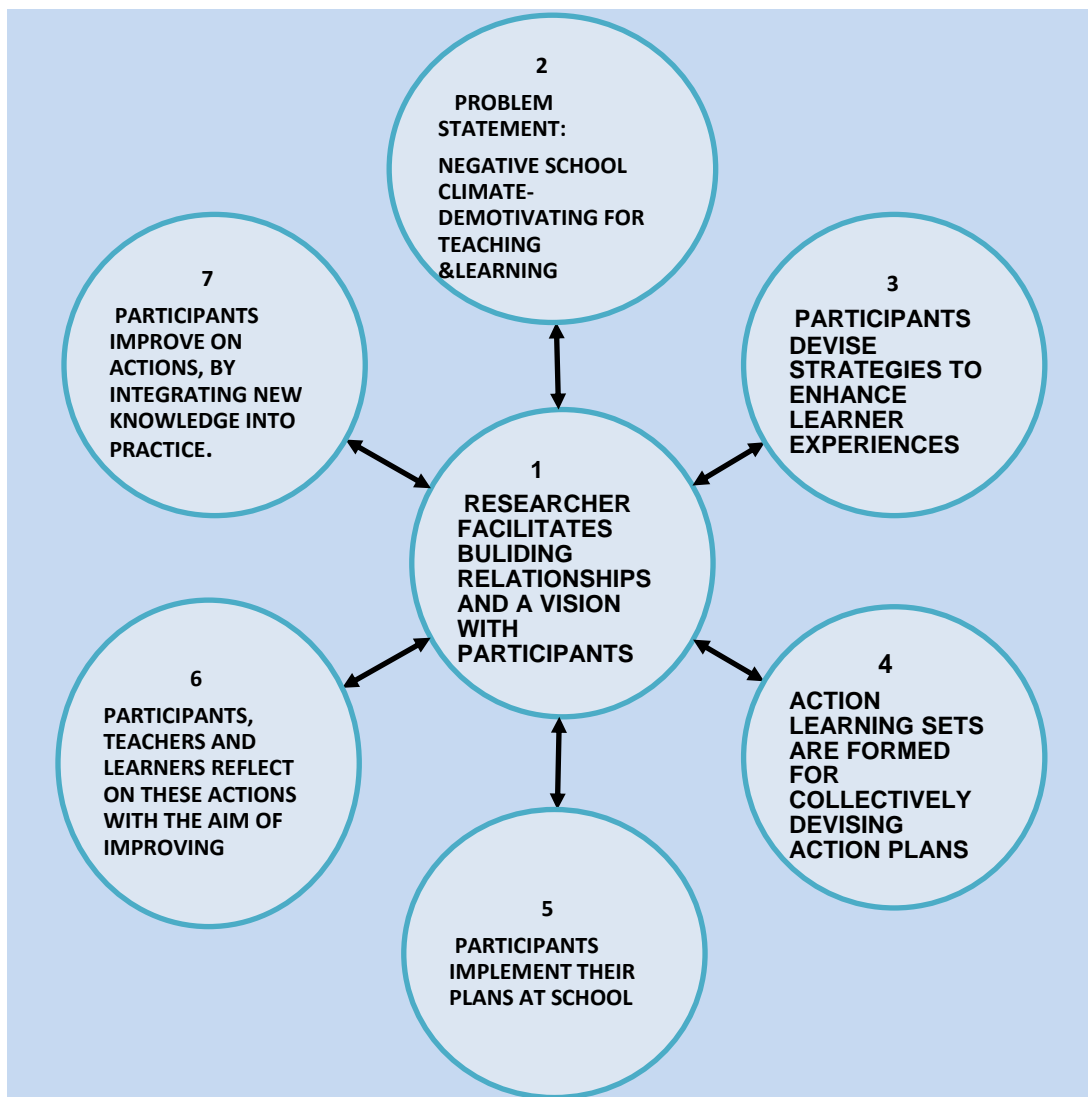 1
RESEARCHER
FACILITATES
BULIDING
RELATIONSHIPS
AND A VISION
WITH
PARTICIPANTS
2
PROBLEM
STATEMENT:
NEGATIVE SCHOOL
CLIMATE-
DEMOTIVATING FOR
TEACHING
&LEARNING
3
PARTICIPANTS
DEVISE
STRATEGIES TO
ENHANCE
LEARNER
EXPERIENCES
4
ACTION
LEARNING SETS
ARE FORMED
FOR
COLLECTIVELY
DEVISING
ACTION PLANS
5
PARTICIPANTS
IMPLEMENT THEIR
PLANS AT SCHOOL
6
PARTICIPANTS,
TEACHERS AND
LEARNERS REFLECT
ON THESE ACTIONS
WITH THE AIM OF
IMPROVING
7
PARTICIPANTS
IMPROVE ON
ACTIONS, BY
INTEGRATING NEW
KNOWLEDGE INTO
PRACTICE.